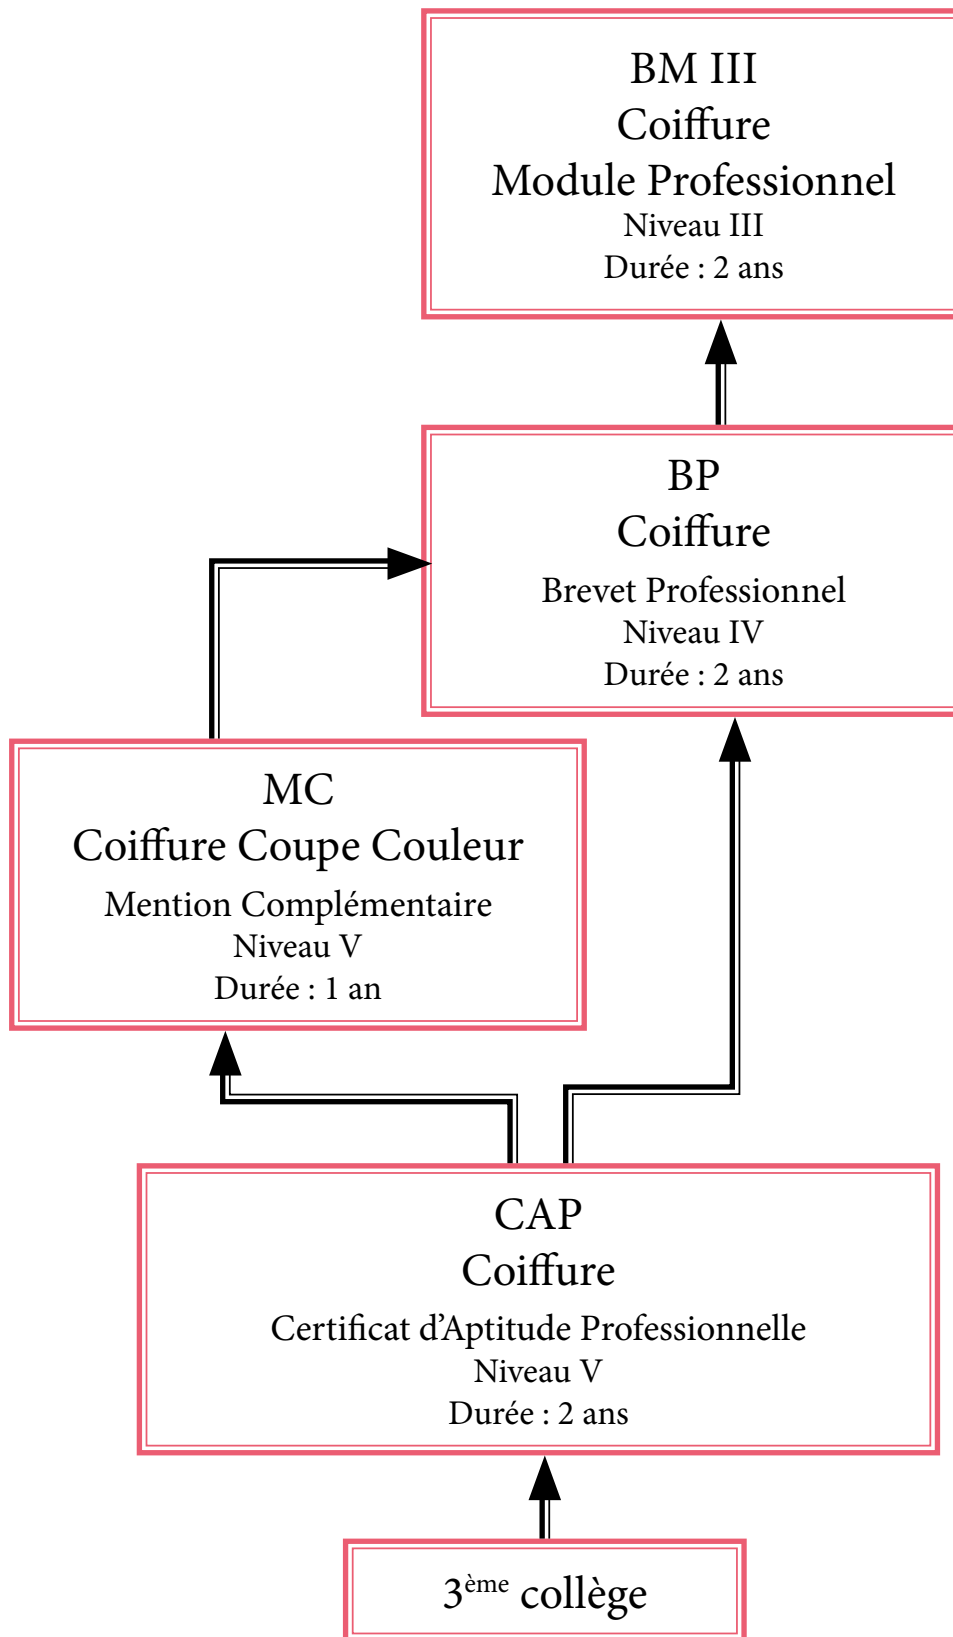 BM III
Coiffure
Module Professionnel
Niveau III
Durée : 2 ans
BP
Coiffure
Brevet Professionnel
Niveau IV
Durée : 2 ans
MC
Coiffure Coupe Couleur
Mention Complémentaire
Niveau V
Durée : 1 an
CAP
Coiffure
Certificat d'Aptitude Professionnelle
Niveau V
Durée : 2 ans
3ème collège